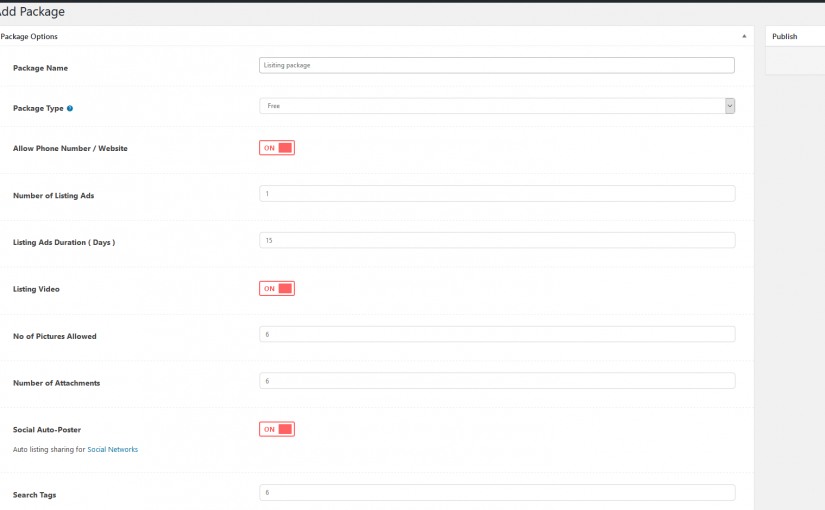 Add Package
Package Options
Publish
Package Name
Lisiting package
Package Type
Free
Allow Phone Number / Website
ON
Number of Listing Ads
1
Listing Ads Duration ( Days )
15
Listing Video
ON
No of Pictures Allowed
6
Number of Attachments
6
Social Auto-Poster
ON
Auto listing sharing for Social Networks
Search Tags
6